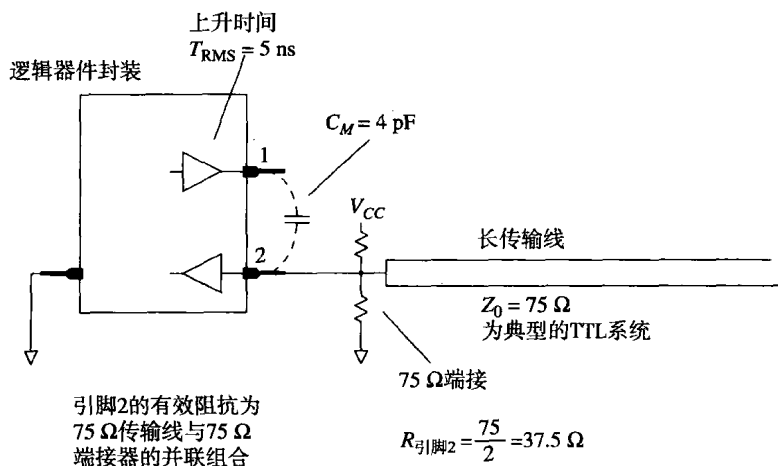 上升时间
T_RMS = 5 ns
逻辑器件封装
C_M = 4 pF
1
V_CC
长传输线
2
Z_0 = 75 Ω
为典型的TTL系统
75 Ω端接
引脚2的有效阻抗为
75 Ω传输线与75 Ω
端接器的并联组合
R_引脚2 = 75/2 = 37.5 Ω